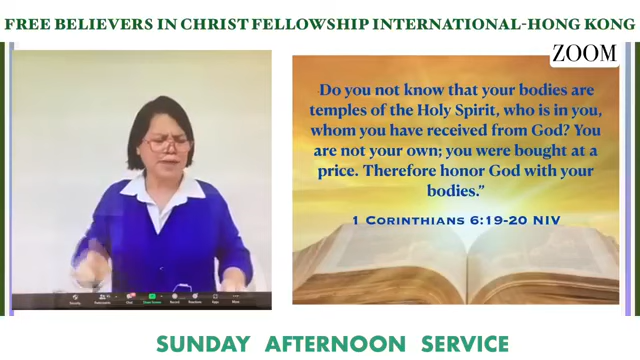 FREE BELIEVERS IN CHRIST FELLOWSHIP INTERNATIONAL-HONG KONG
ZOOM
Do you not know that your bodies are
temples of the Holy Spirit, who is in you,
whom you have received from God? You
are not your own; you were bought at a
price. Therefore honor God with your
bodies.”
1 Corinthians 6:19-20 NIV
SUNDAY AFTERNOON SERVICE